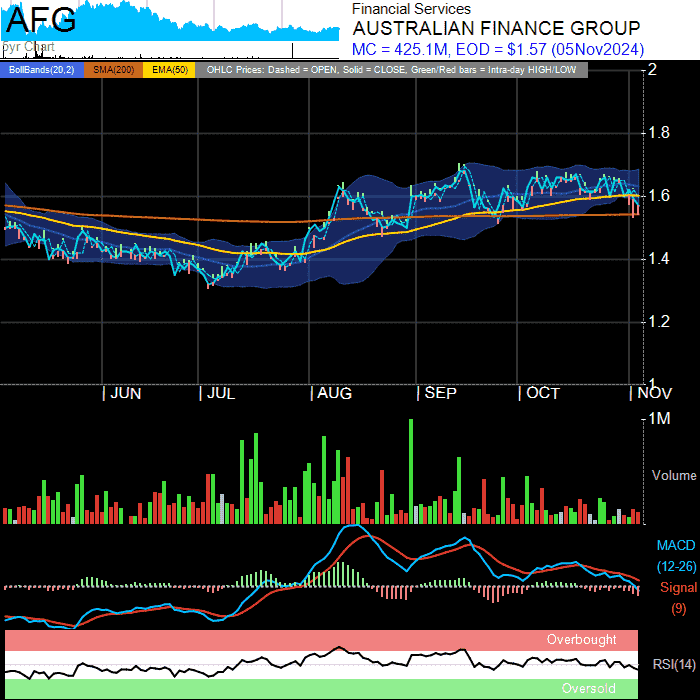 AFG
5yr Chart
Financial Services
AUSTRALIAN FINANCE GROUP
MC = 425.1M, EOD = $1.57 (05Nov2024)
BollBands(20,2) SMA(200) EMA(50) OHLC Prices: Dashed = OPEN, Solid = CLOSE, Green/Red bars = Intra-day HIGH/LOW
2
1.8
1.6
1.4
1.2
1
| JUN | JUL | AUG | SEP | OCT | NOV
1M
Volume
MACD
(12-26)
Signal
(9)
Overbought
RSI(14)
Oversold